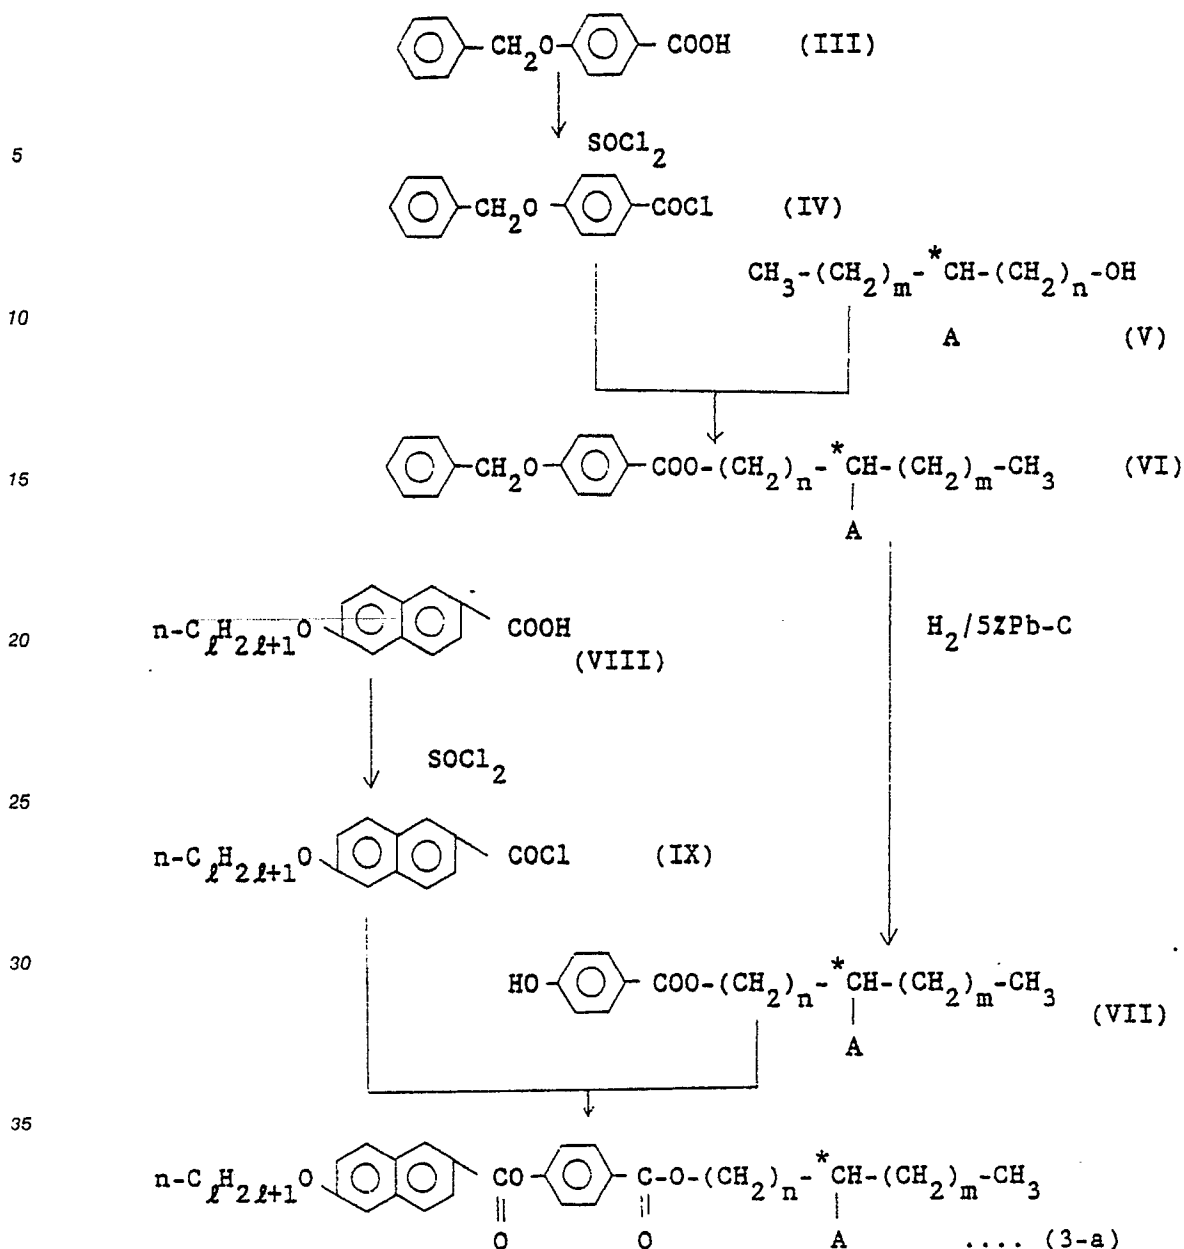 CH2O COOH (III)
SOCl2
5
CH2O COCl (IV)
CH3-(CH2)m-*CH-(CH2)n-OH
10
A (V)
CH2O COO-(CH2)n-*CH-(CH2)m-CH3 (VI)
15
A
n-CℓH2ℓ+1O COOH
H2/5%Pb-C
20
(VIII)
SOCl2
25
n-CℓH2ℓ+1O COCl (IX)
30
HO COO-(CH2)n-*CH-(CH2)m-CH3
(VII)
A
35
n-CℓH2ℓ+1O CO C-O-(CH2)n-*CH-(CH2)m-CH3
O O A .... (3-a)